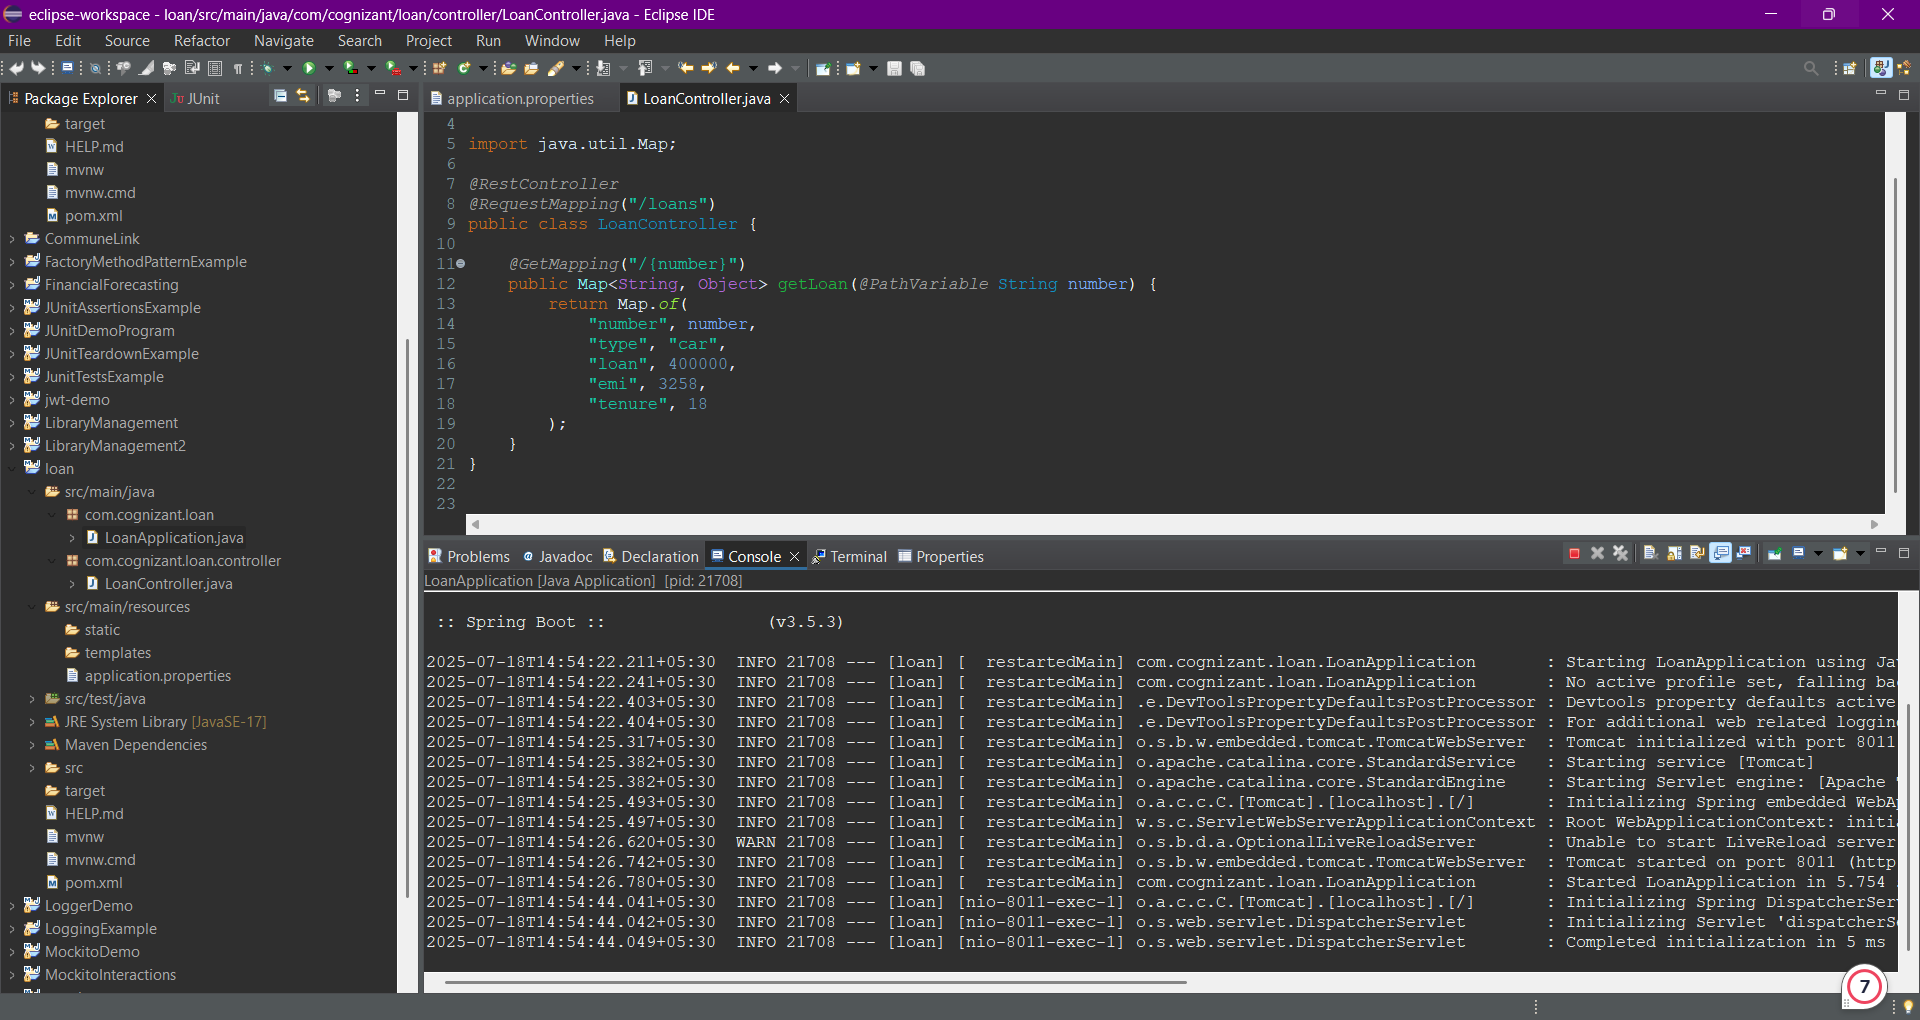 eclipse-workspace - loan/src/main/java/com/cognizant/loan/controller/LoanController.java - Eclipse IDE
File Edit Source Refactor Navigate Search Project Run Window Help
Package Explorer
JUnit
target
HELP.md
mvnw
mvnw.cmd
pom.xml
CommuneLink
FactoryMethodPatternExample
FinancialForecasting
JUnitAssertionsExample
JUnitDemoProgram
JUnitTeardownExample
JunitTestsExample
jwt-demo
LibraryManagement
LibraryManagement2
loan
src/main/java
com.cognizant.loan
LoanApplication.java
com.cognizant.loan.controller
LoanController.java
src/main/resources
static
templates
application.properties
src/test/java
JRE System Library [JavaSE-17]
Maven Dependencies
src
target
HELP.md
mvnw
mvnw.cmd
pom.xml
LoggerDemo
LoggingExample
MockitoDemo
MockitoInteractions
application.properties
LoanController.java
4
5 import java.util.Map;
6
7 @RestController
8 @RequestMapping("/loans")
9 public class LoanController {
10
11 @GetMapping("/{number}")
12 public Map<String, Object> getLoan(@PathVariable String number) {
13 return Map.of(
14 "number", number,
15 "type", "car",
16 "loan", 400000,
17 "emi", 3258,
18 "tenure", 18
19 );
20 }
21 }
22
23
Problems Javadoc Declaration Console Terminal Properties
LoanApplication [Java Application] [pid: 21708]
:: Spring Boot :: (v3.5.3)
2025-07-18T14:54:22.211+05:30 INFO 21708 --- [loan] [ restartedMain] com.cognizant.loan.LoanApplication : Starting LoanApplication using Ja
2025-07-18T14:54:22.241+05:30 INFO 21708 --- [loan] [ restartedMain] com.cognizant.loan.LoanApplication : No active profile set, falling ba
2025-07-18T14:54:22.403+05:30 INFO 21708 --- [loan] [ restartedMain] .e.DevToolsPropertyDefaultsPostProcessor : Devtools property defaults active
2025-07-18T14:54:22.404+05:30 INFO 21708 --- [loan] [ restartedMain] .e.DevToolsPropertyDefaultsPostProcessor : For additional web related loggin
2025-07-18T14:54:25.317+05:30 INFO 21708 --- [loan] [ restartedMain] o.s.b.w.embedded.tomcat.TomcatWebServer : Tomcat initialized with port 8011
2025-07-18T14:54:25.382+05:30 INFO 21708 --- [loan] [ restartedMain] o.apache.catalina.core.StandardService : Starting service [Tomcat]
2025-07-18T14:54:25.382+05:30 INFO 21708 --- [loan] [ restartedMain] o.apache.catalina.core.StandardEngine : Starting Servlet engine: [Apache
2025-07-18T14:54:25.493+05:30 INFO 21708 --- [loan] [ restartedMain] o.a.c.c.C.[Tomcat].[localhost].[/] : Initializing Spring embedded WebA
2025-07-18T14:54:25.497+05:30 INFO 21708 --- [loan] [ restartedMain] w.s.c.ServletWebServerApplicationContext : Root WebApplicationContext: initi
2025-07-18T14:54:26.620+05:30 WARN 21708 --- [loan] [ restartedMain] o.s.b.d.a.OptionalLiveReloadServer : Unable to start LiveReload server
2025-07-18T14:54:26.742+05:30 INFO 21708 --- [loan] [ restartedMain] o.s.b.w.embedded.tomcat.TomcatWebServer : Tomcat started on port 8011 (http
2025-07-18T14:54:26.780+05:30 INFO 21708 --- [loan] [ restartedMain] com.cognizant.loan.LoanApplication : Started LoanApplication in 5.754
2025-07-18T14:54:44.041+05:30 INFO 21708 --- [loan] [nio-8011-exec-1] o.a.c.c.C.[Tomcat].[localhost].[/] : Initializing Spring DispatcherSer
2025-07-18T14:54:44.042+05:30 INFO 21708 --- [loan] [nio-8011-exec-1] o.s.web.servlet.DispatcherServlet : Initializing Servlet 'dispatcherS
2025-07-18T14:54:44.049+05:30 INFO 21708 --- [loan] [nio-8011-exec-1] o.s.web.servlet.DispatcherServlet : Completed initialization in 5 ms
7